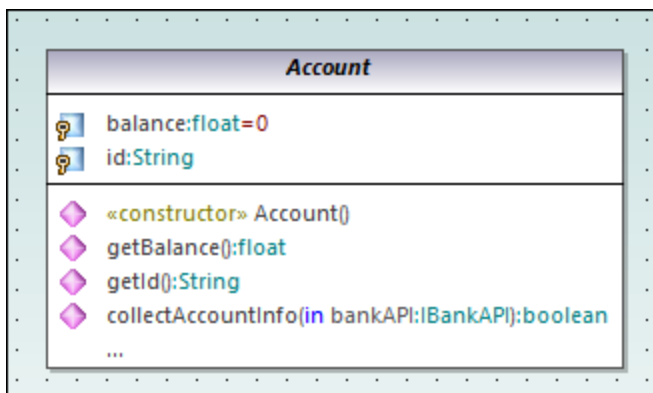 Account
balance:float=0
id:String
«constructor» Account()
getBalance():float
getId():String
collectAccountInfo(in bankAPI:IBankAPI):boolean
...